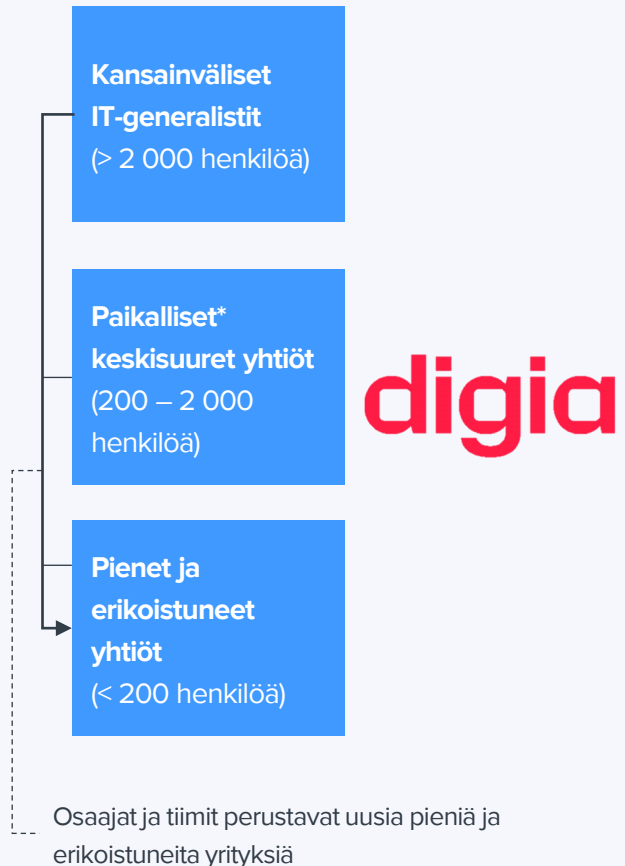 Kansainväliset
IT-generalistit
(> 2 000 henkilöä)
Paikalliset*
keskisuuret yhtiöt
(200 – 2 000
henkilöä)
digia
Pienet ja
erikoistuneet
yhtiöt
(< 200 henkilöä)
Osaajat ja tiimit perustavat uusia pieniä ja
erikoistuneita yrityksiä